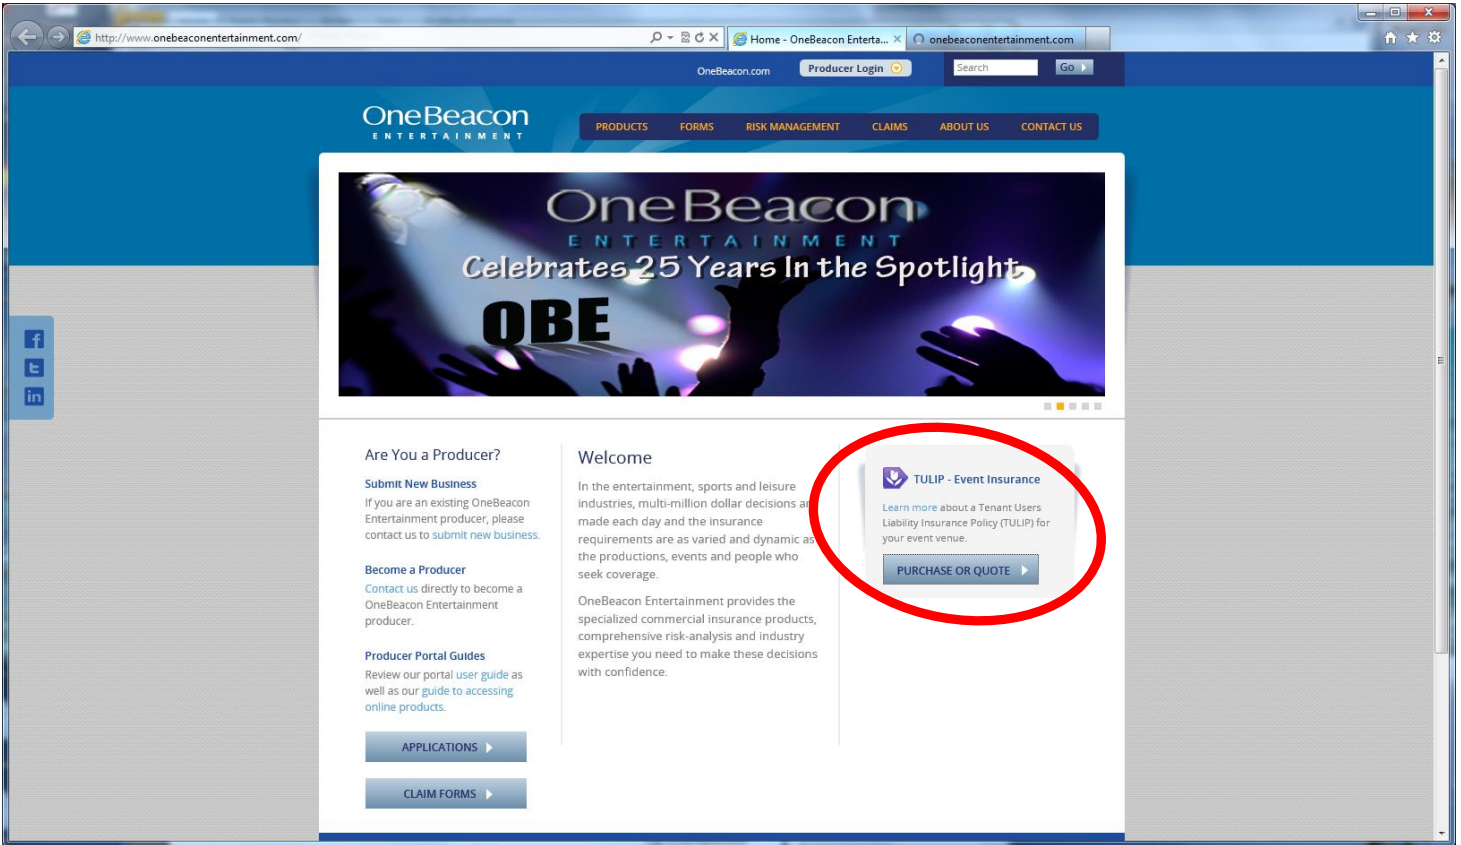 http://www.onebeaconentertainment.com/
Home - OneBeacon Enterta...
onebeaconentertainment.com
OneBeacon.com
Producer Login
Search
Go
OneBeacon
ENTERTAINMENT
PRODUCTS
FORMS
RISK MANAGEMENT
CLAIMS
ABOUT US
CONTACT US
OneBeacon
ENTERTAINMENT
Celebrates 25 Years In the Spotlight
QBE
Are You a Producer?
Submit New Business
If you are an existing OneBeacon
Entertainment producer, please
contact us to submit new business.
Become a Producer
Contact us directly to become a
OneBeacon Entertainment
producer.
Producer Portal Guides
Review our portal user guide as
well as our guide to accessing
online products.
APPLICATIONS
CLAIM FORMS
Welcome
In the entertainment, sports and leisure
industries, multi-million dollar decisions
made each day and the insurance
requirements are as varied and dynamic as
the productions, events and people who
seek coverage.
OneBeacon Entertainment provides the
specialized commercial insurance products,
comprehensive risk-analysis and industry
expertise you need to make these decisions
with confidence.
TULIP - Event Insurance
Learn more about a Tenant Users
Liability Insurance Policy (TULIP) for
your event venue.
PURCHASE OR QUOTE